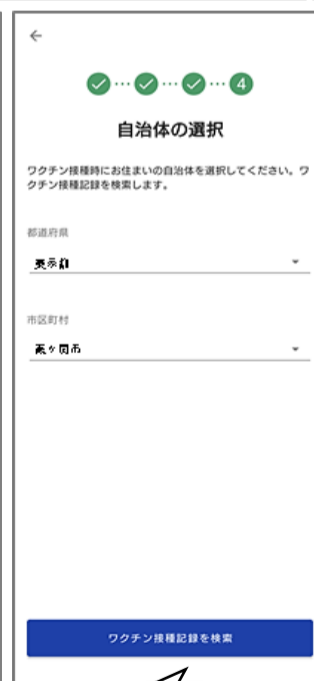 4
自治体の選択
ワクチン接種時にお住まいの自治体を選択してください。ワ
クチン接種記録を検索します。
都道府県
市区町村
ワクチン接種記録を検索